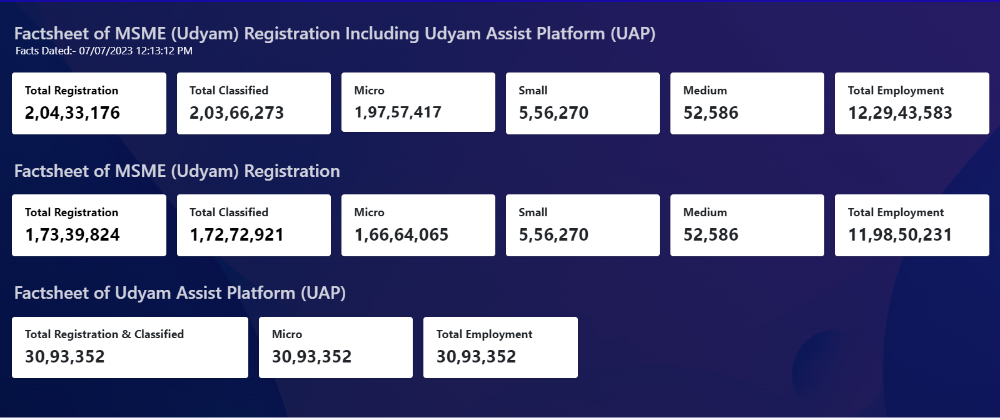 Factsheet of MSME (Udyam) Registration Including Udyam Assist Platform (UAP)
Facts Dated:- 07/07/2023 12:13:12 PM
Total Registration
2,04,33,176
Total Classified
2,03,66,273
Micro
1,97,57,417
Small
5,56,270
Medium
52,586
Total Employment
12,29,43,583
Factsheet of MSME (Udyam) Registration
Total Registration
1,73,39,824
Total Classified
1,72,72,921
Micro
1,66,64,065
Small
5,56,270
Medium
52,586
Total Employment
11,98,50,231
Factsheet of Udyam Assist Platform (UAP)
Total Registration & Classified
30,93,352
Micro
30,93,352
Total Employment
30,93,352